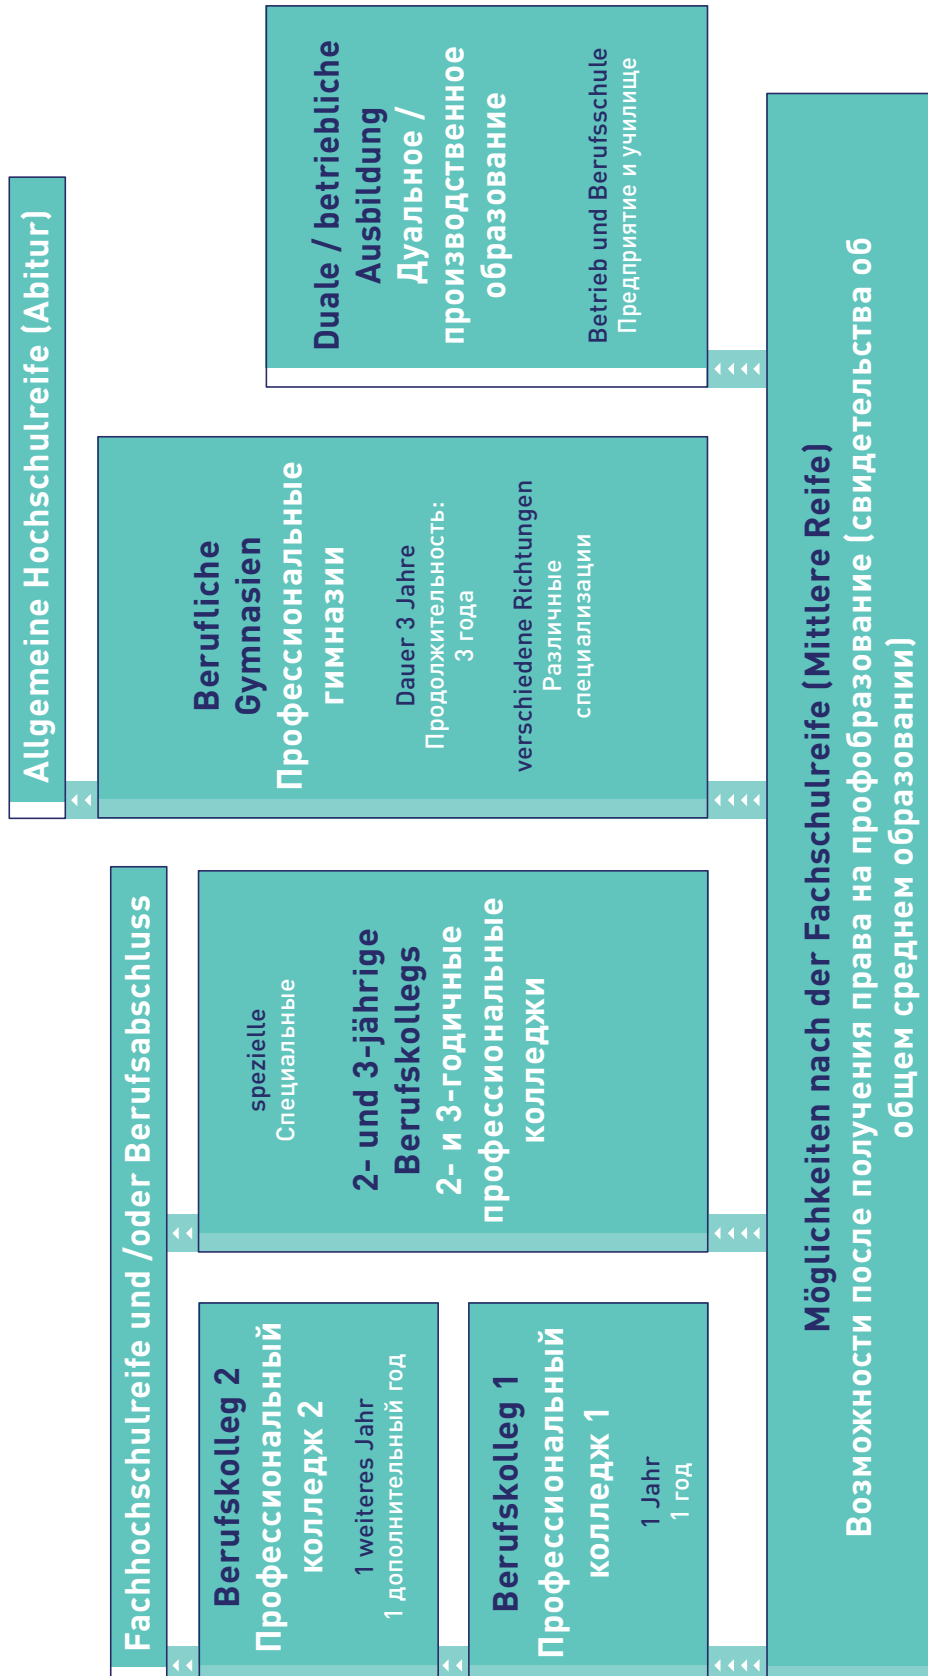 Fachhochschulreife und /oder Berufsabschluss
Allgemeine Hochschulreife (Abitur)
Berufskolleg 2
Профессиональный
колледж 2
1 weiteres Jahr
1 дополнительный год
Berufskolleg 1
Профессиональный
колледж 1
1 Jahr
1 год
spezielle
Специальные
2- und 3-jährige
Berufskollegs
2- и 3-годичные
профессиональные
колледжи
Berufliche
Gymnasien
Профессиональные
гимназии
Dauer 3 Jahre
Продолжительность:
3 года
verschiedene Richtungen
Различные
специализации
Duale / betriebliche
Ausbildung
Дуальное /
производственное
образование
Betrieb und Berufsschule
Предприятие и училище
Möglichkeiten nach der Fachschulreife (Mittlere Reife)
Возможности после получения права на профобразование (свидетельства об
общем среднем образовании)